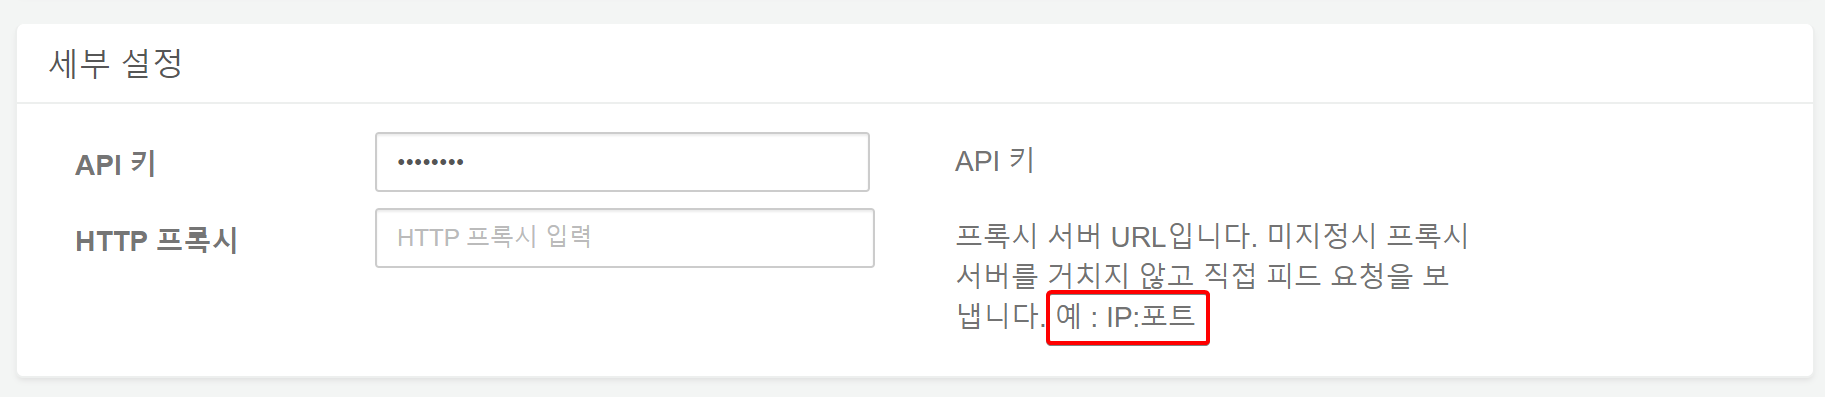 세부 설정
API 키
••••••••
API 키
HTTP 프록시
HTTP 프록시 입력
프록시 서버 URL입니다. 미지정시 프록시
서버를 거치지 않고 직접 피드 요청을 보
냅니다. 예 : IP:포트